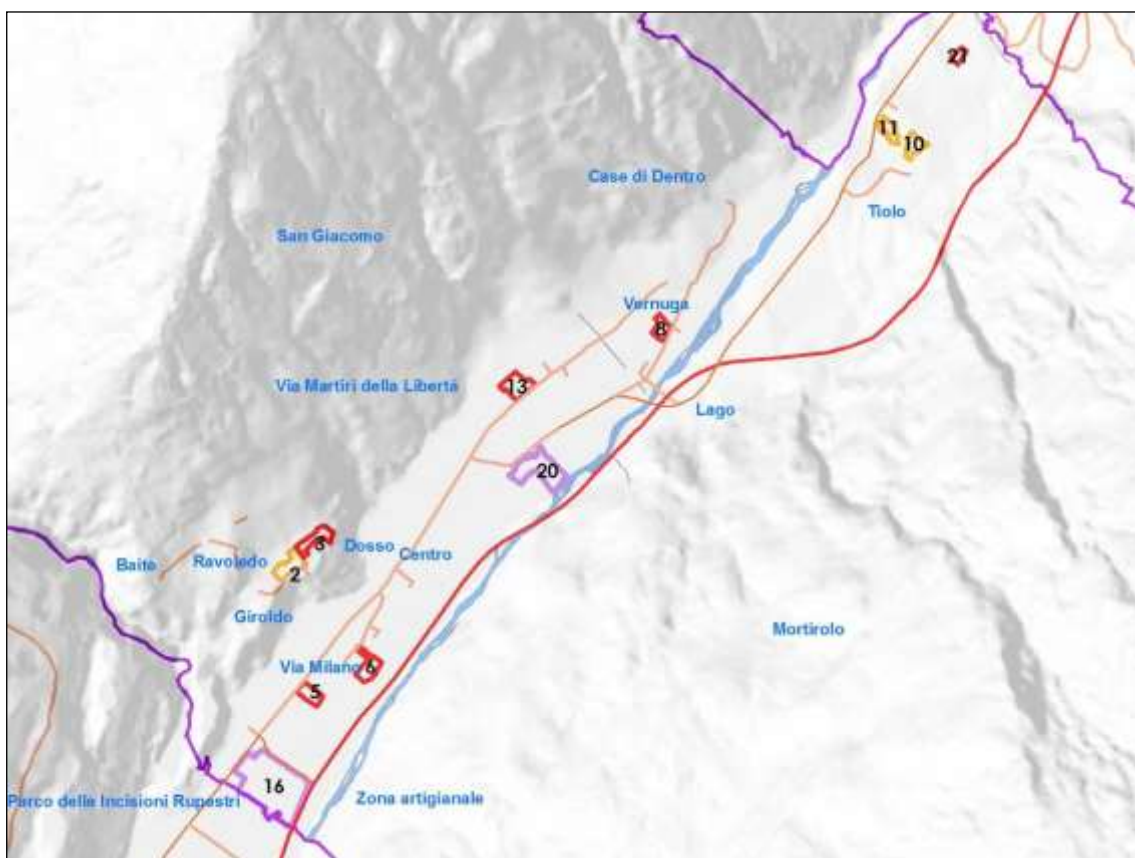 21
11
10
Case di Dentro
Tiolo
San Giacomo
Vernuga
8
Via Martiri della Libertà
13
Lago
20
3
Dosso
Centro
Baite
Ravoledo
2
Giroldo
Mortirolo
Via Milano
6
5
16
Parco delle Incisioni Rupestri
Zona artigianale